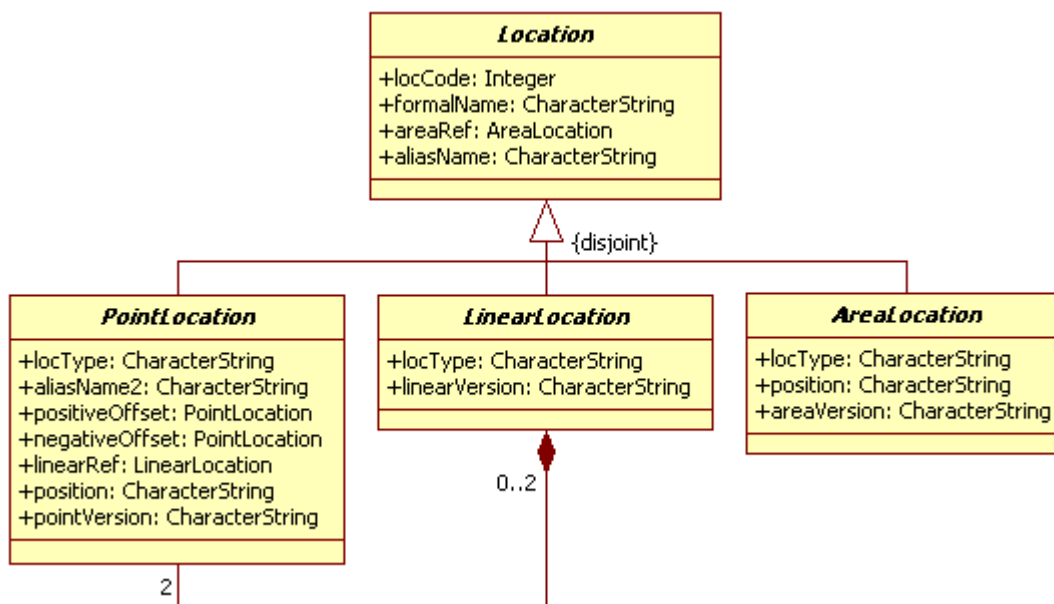 Location
+locCode: Integer
+formalName: CharacterString
+areaRef: AreaLocation
+aliasName: CharacterString
{disjoint}
PointLocation
+locType: CharacterString
+aliasName2: CharacterString
+positiveOffset: PointLocation
+negativeOffset: PointLocation
+linearRef: LinearLocation
+position: CharacterString
+pointVersion: CharacterString
2
LinearLocation
+locType: CharacterString
+linearVersion: CharacterString
0..2
AreaLocation
+locType: CharacterString
+position: CharacterString
+areaVersion: CharacterString